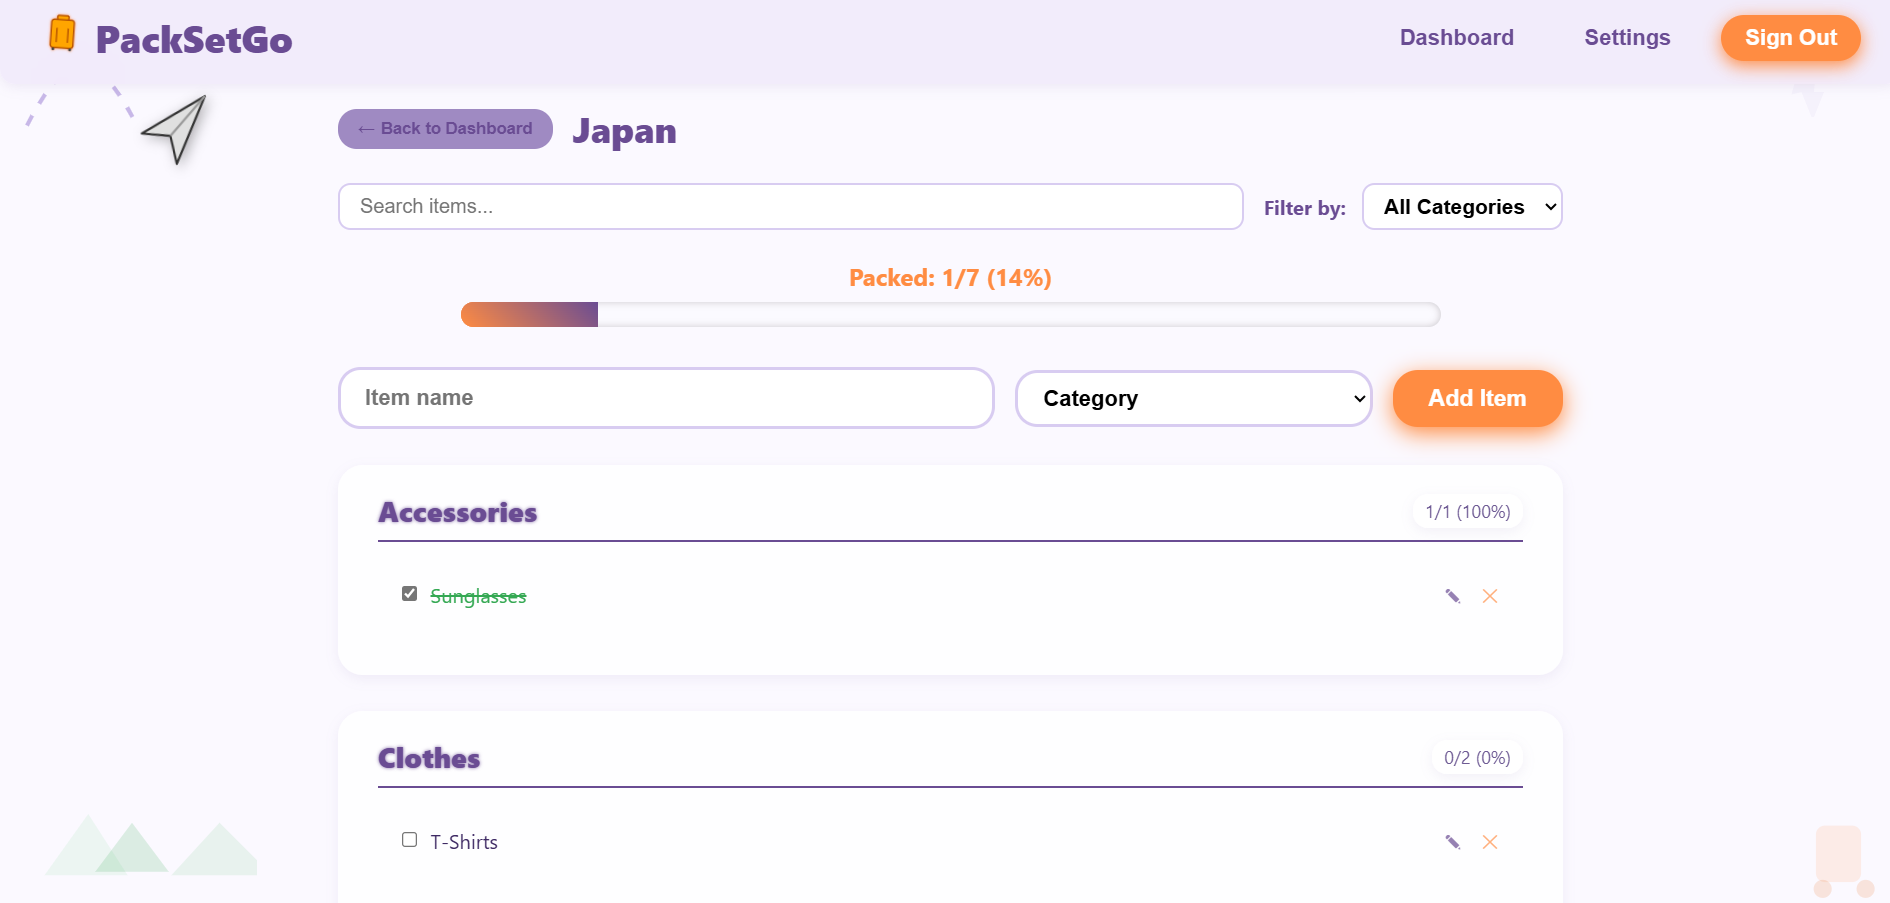 PackSetGo
Dashboard
Settings
Sign Out
← Back to Dashboard
Japan
Search items...
Filter by:
All Categories
Packed: 1/7 (14%)
Item name
Category
Add Item
Accessories
1/1 (100%)
Sunglasses
Clothes
0/2 (0%)
T-Shirts